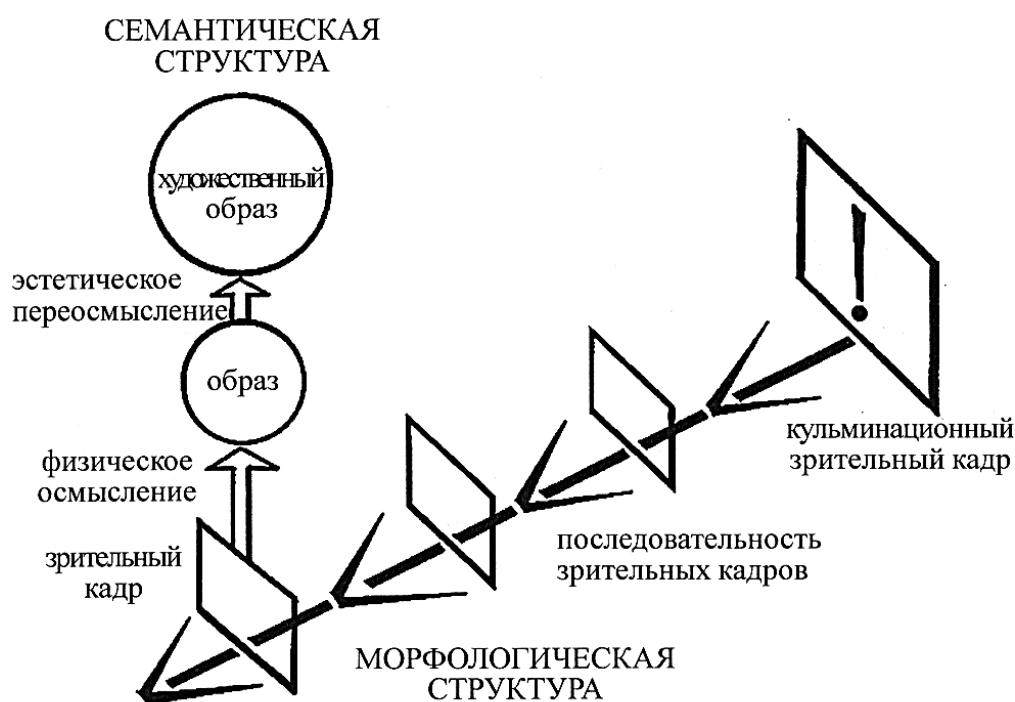 СЕМАНТИЧЕСКАЯ
СТРУКТУРА
художественный
образ
эстетическое
переосмысление
образ
физическое
осмысление
зрительный
кадр
!
кульминационный
зрительный кадр
последовательность
зрительных кадров
МОРФОЛОГИЧЕСКАЯ
СТРУКТУРА